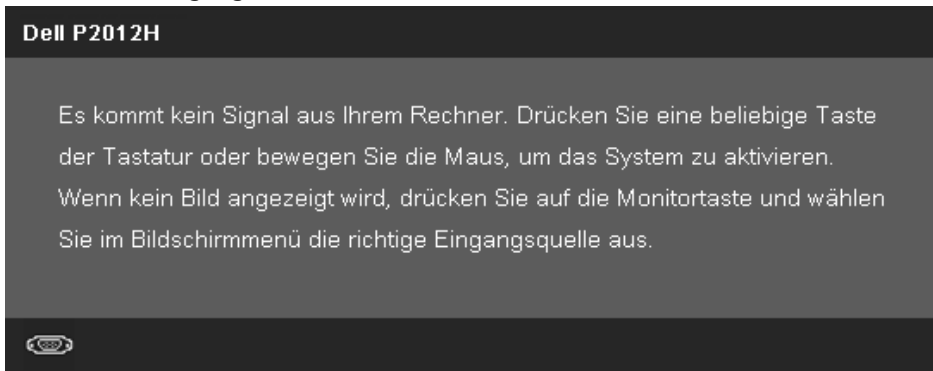 Dell P2012H
Es kommt kein Signal aus Ihrem Rechner. Drücken Sie eine beliebige Taste
der Tastatur oder bewegen Sie die Maus, um das System zu aktivieren.
Wenn kein Bild angezeigt wird, drücken Sie auf die Monitortaste und wählen
Sie im Bildschirmmenü die richtige Eingangsquelle aus.